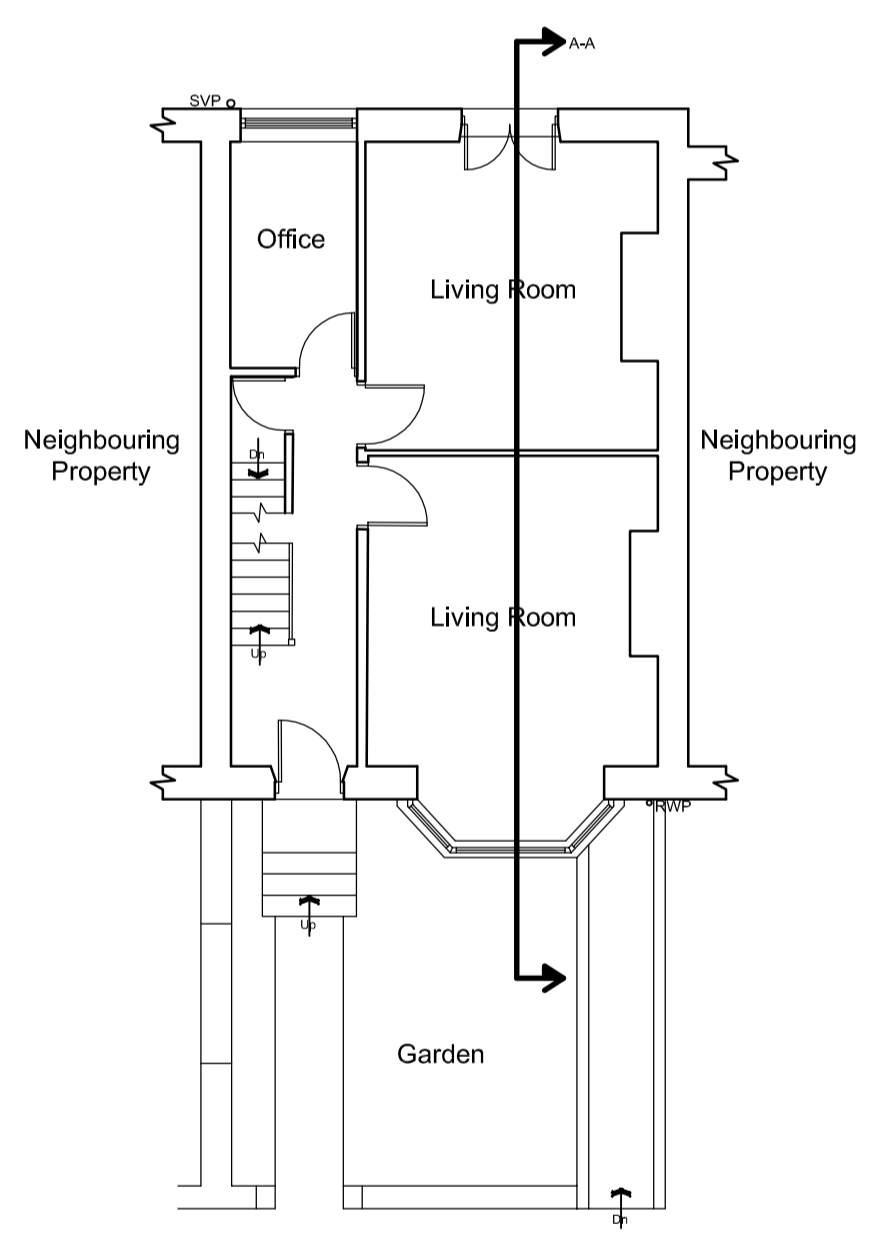 A-A
SVP
Office
Living Room
Neighbouring
Property
Neighbouring
Property
Dn
Living Room
Up
RWP
Up
Garden
Dn